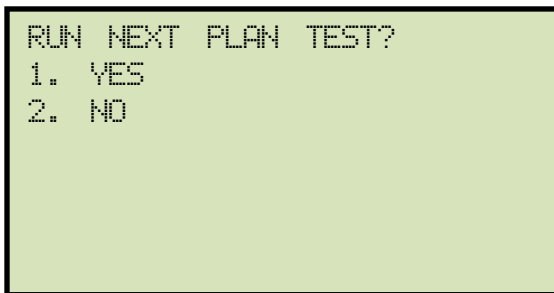 RUN NEXT PLAN TEST?
1. YES
2. NO